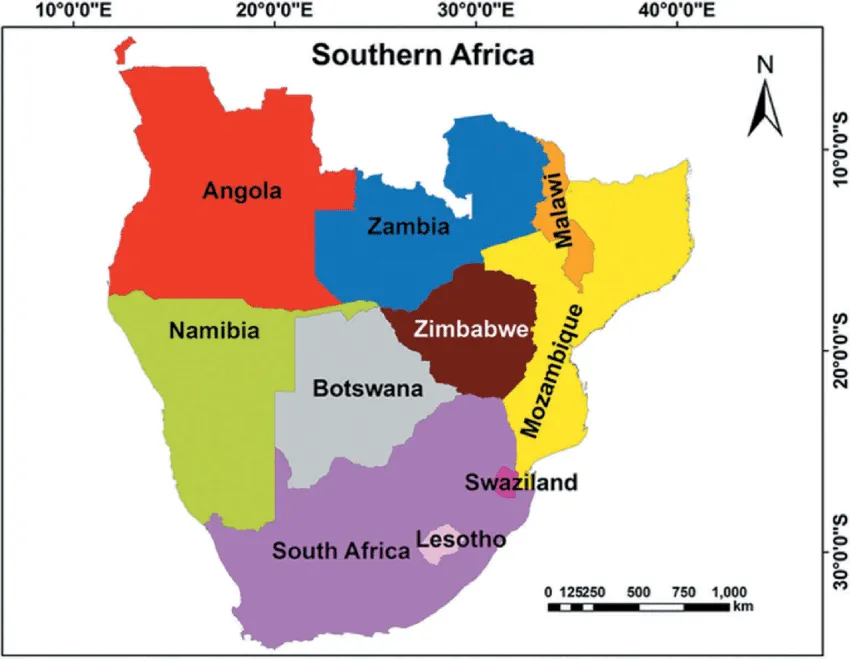 10°0'0"E 20°0'0"E 30°0'0"E 40°0'0"E
Southern Africa
N
10°0'0"S
Angola
Malawi
Zambia
Namibia
Zimbabwe
20°0'0"S
Botswana
Mozambique
Swaziland
Lesotho
South Africa
30°0'0"S
0 125250 500 750 1,000
km